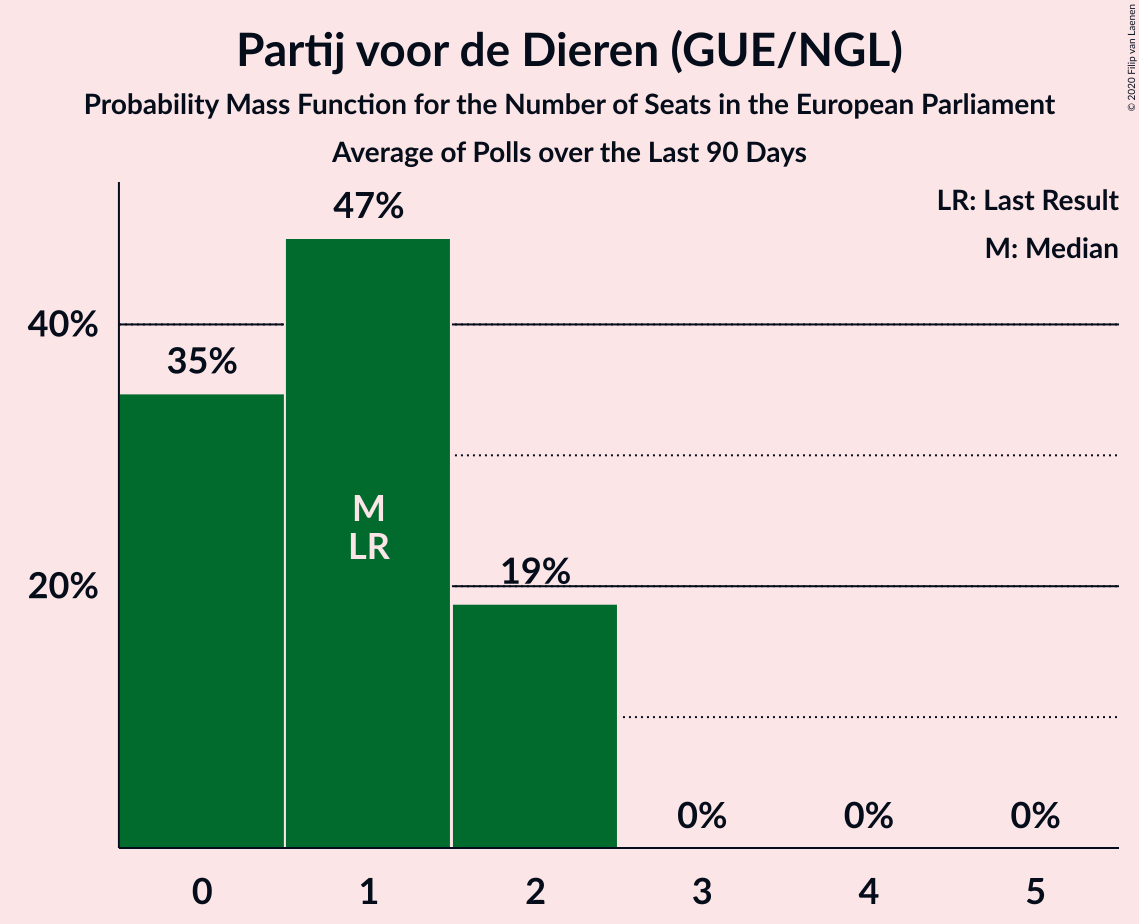 Partij voor de Dieren (GUE/NGL)
Probability Mass Function for the Number of Seats in the European Parliament
Average of Polls over the Last 90 Days
© 2020 Filip van Laenen
LR: Last Result
M: Median
47%
40%
35%
M
LR
20%
19%
0%
0%
0%
0
1
2
3
4
5